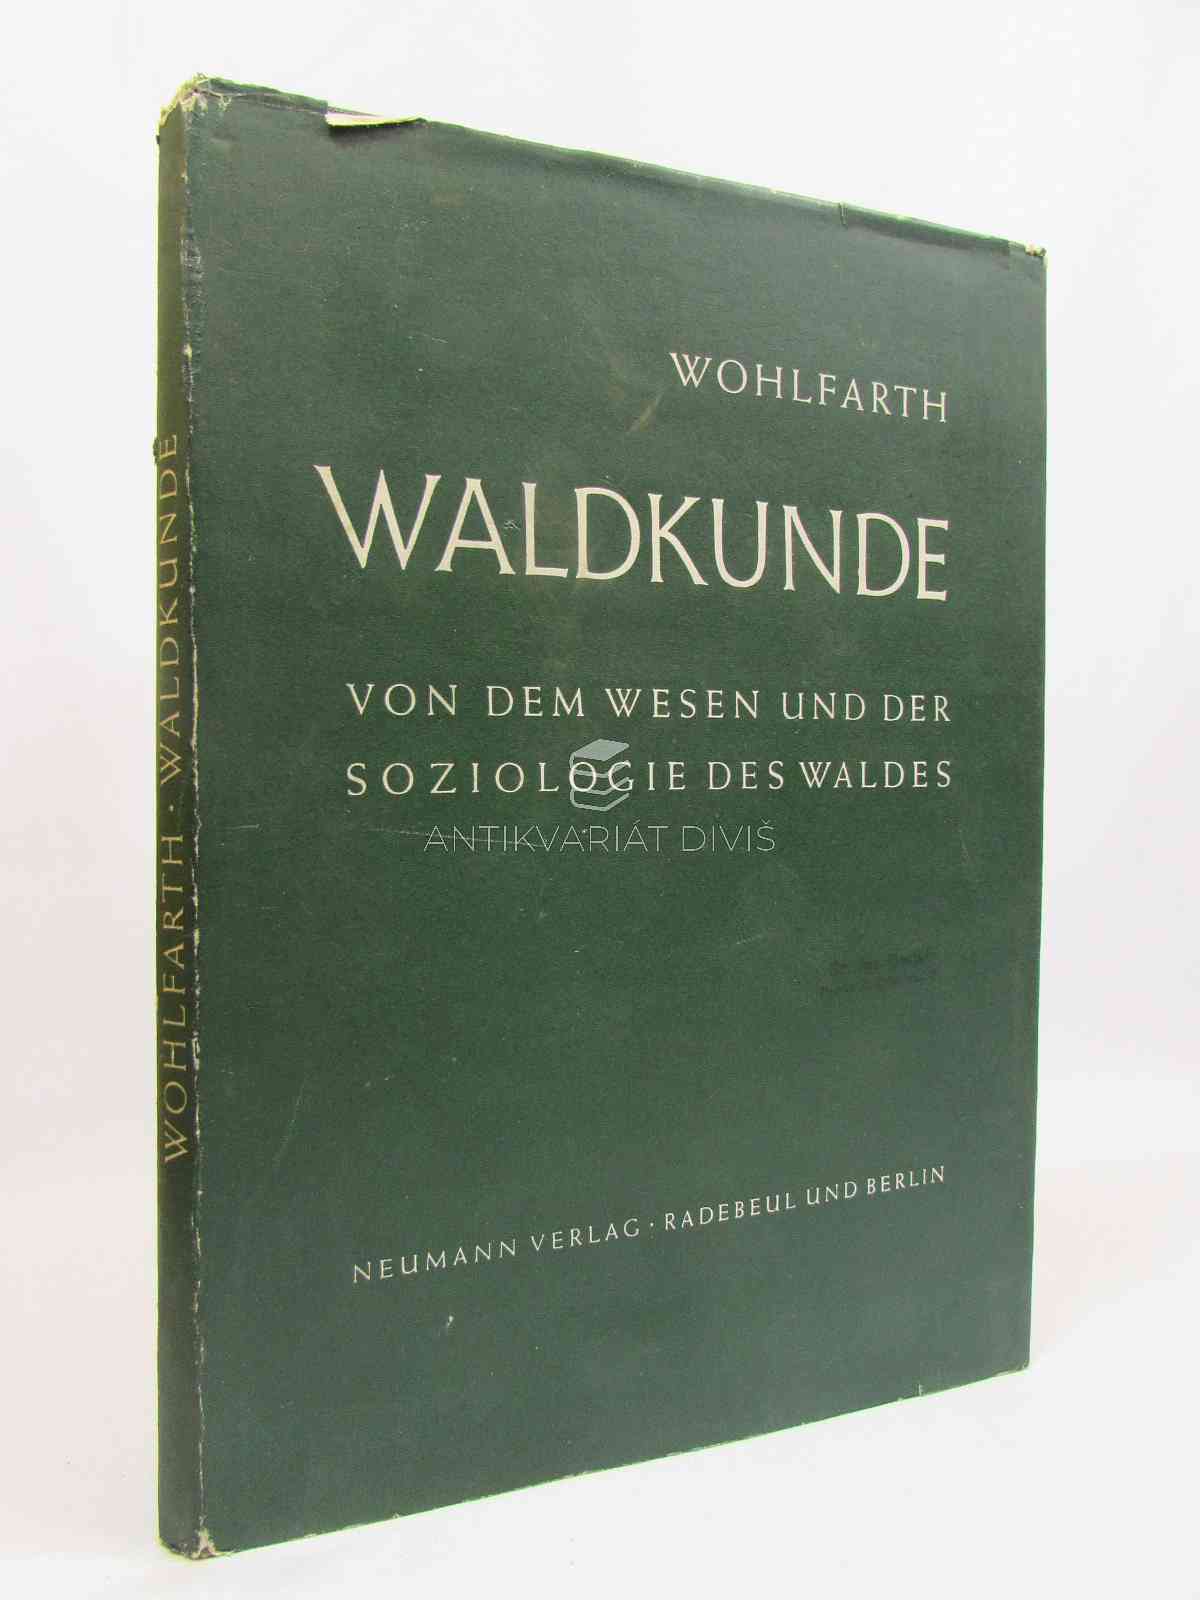 WOHLFARTH
WALDKUNDE
VON DEM WESEN UND DER
SOZIOLOGIE DES WALDES
ANTIKVARIÁT DIVIŠ
NEUMANN VERLAG · RADEBEUL UND BERLIN
WOHLFARTH · WALDKUNDE